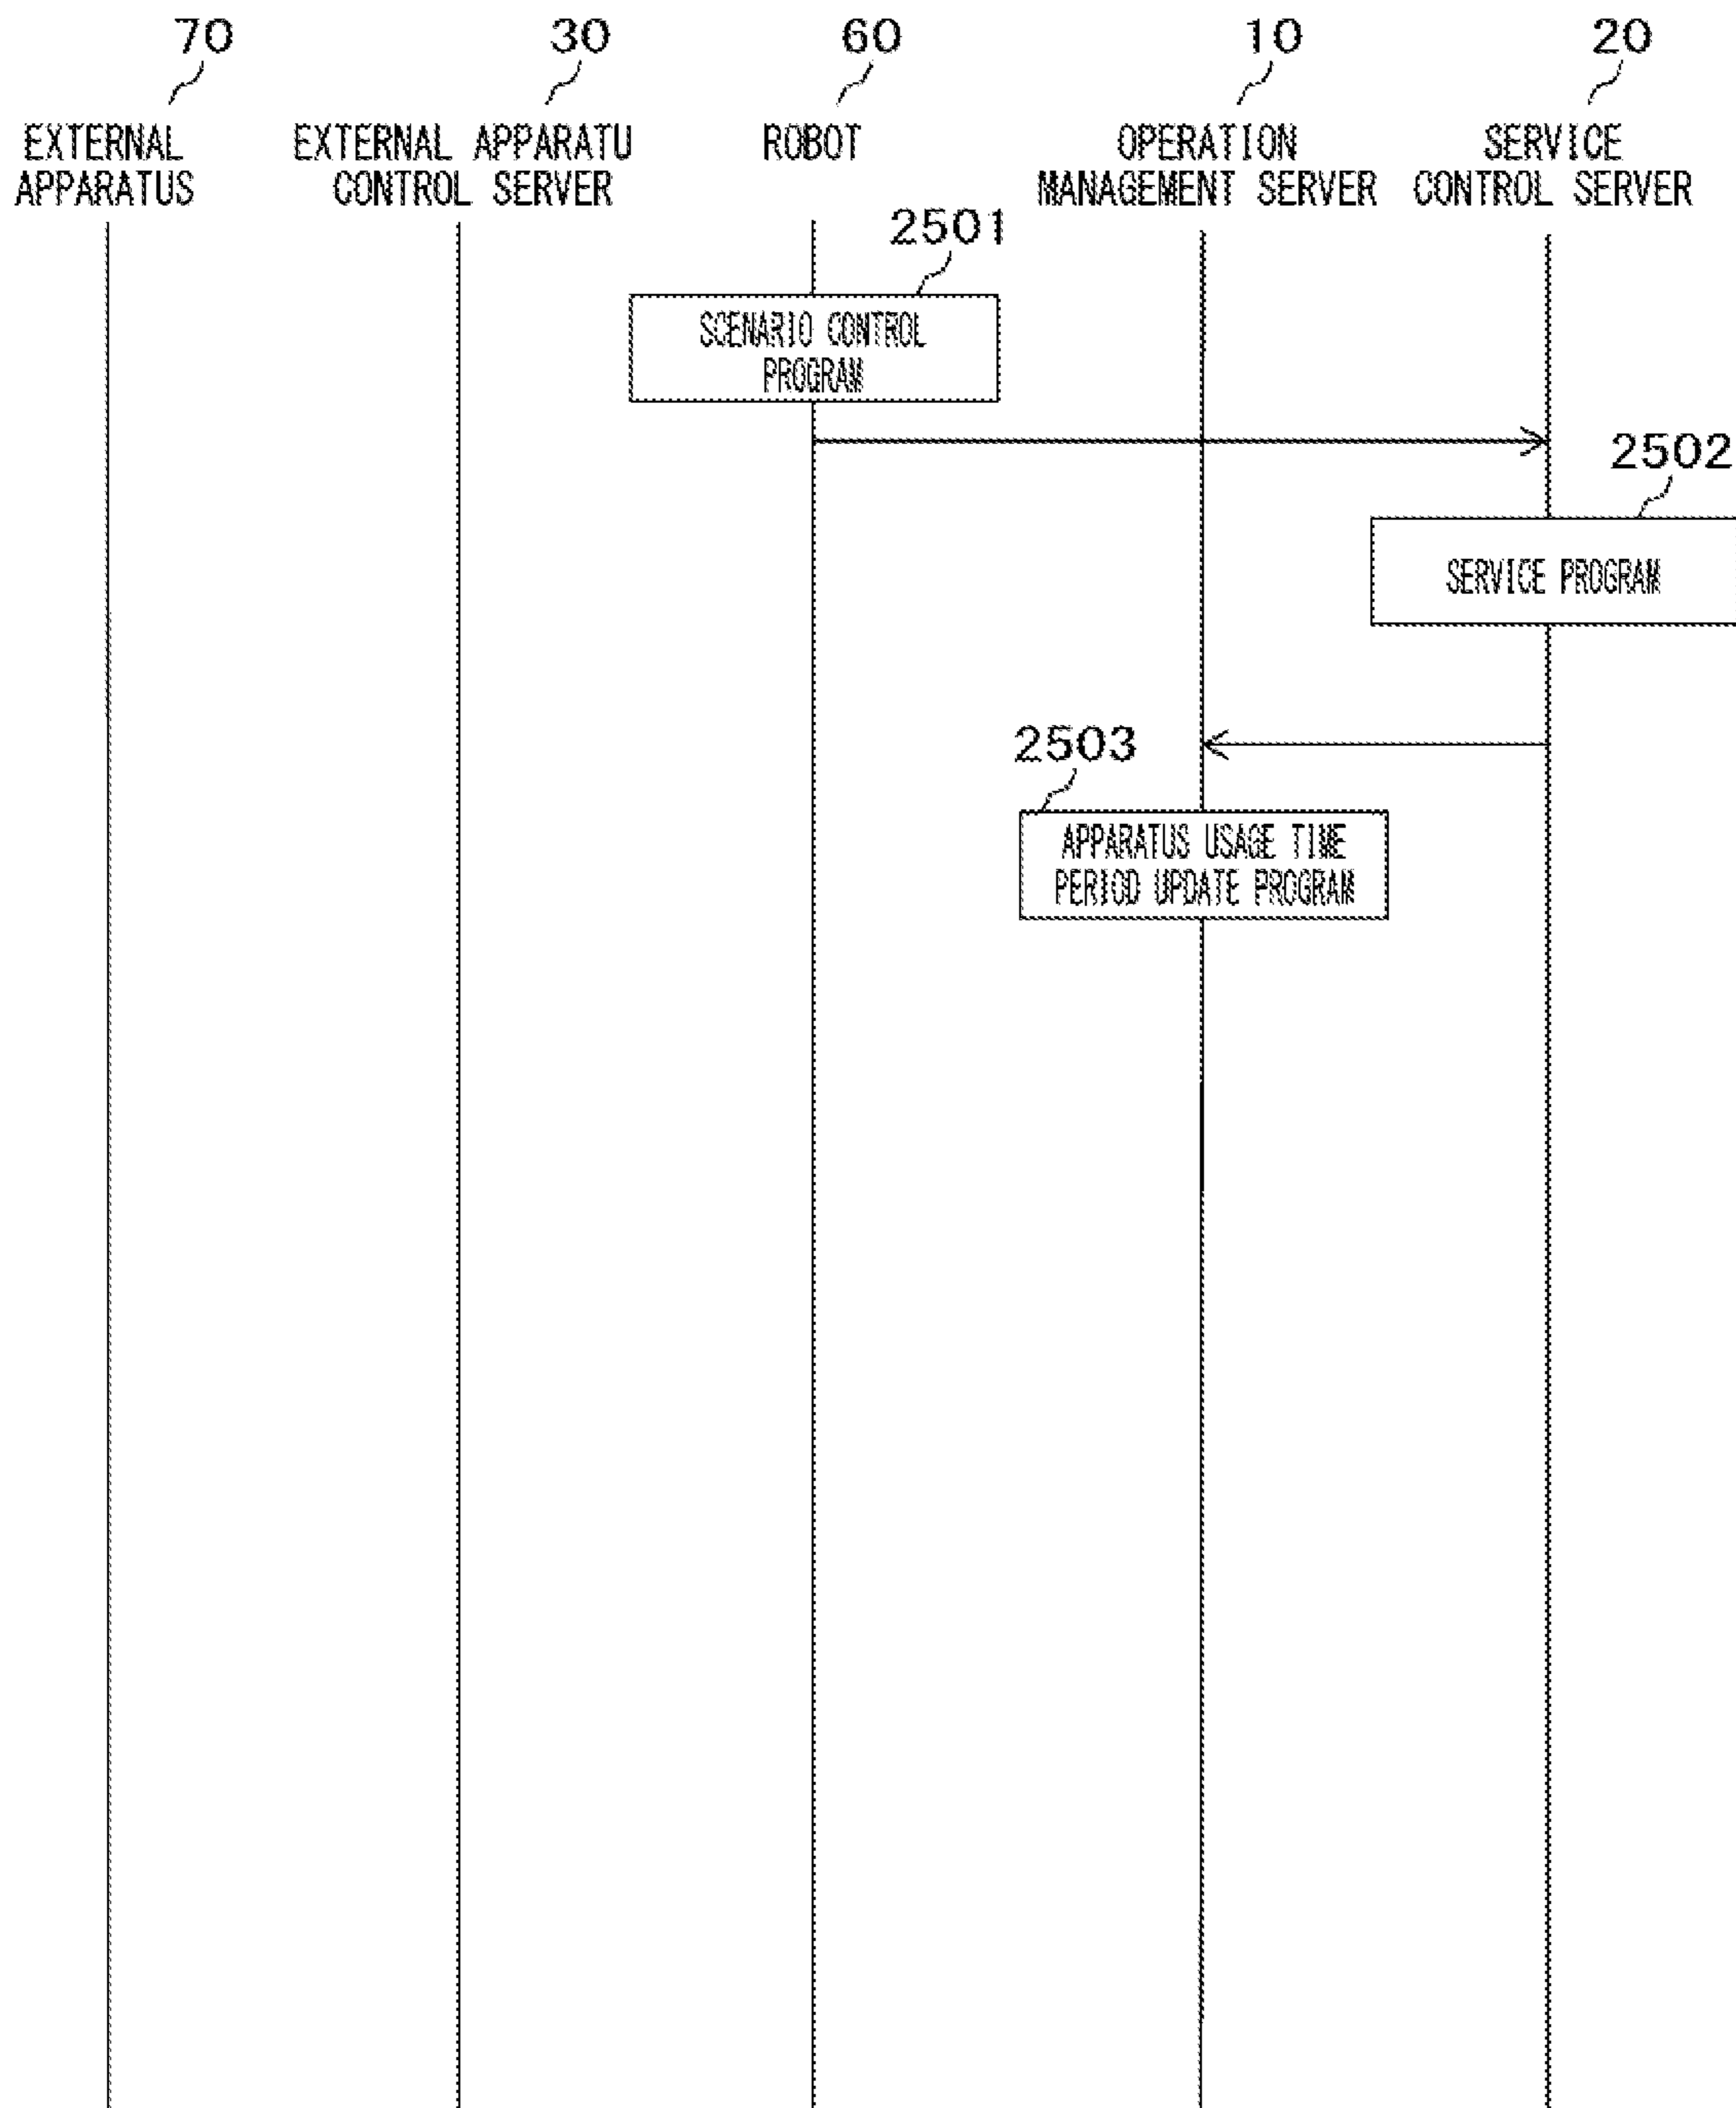 70
30
60
10
20
EXTERNAL
APPARATUS
EXTERNAL APPARATU
CONTROL SERVER
ROBOT
OPERATION
MANAGEMENT SERVER
SERVICE
CONTROL SERVER
2501
SCENARIO CONTROL
PROGRAM
2502
SERVICE PROGRAM
2503
APPARATUS USAGE TIME
PERIOD UPDATE PROGRAM